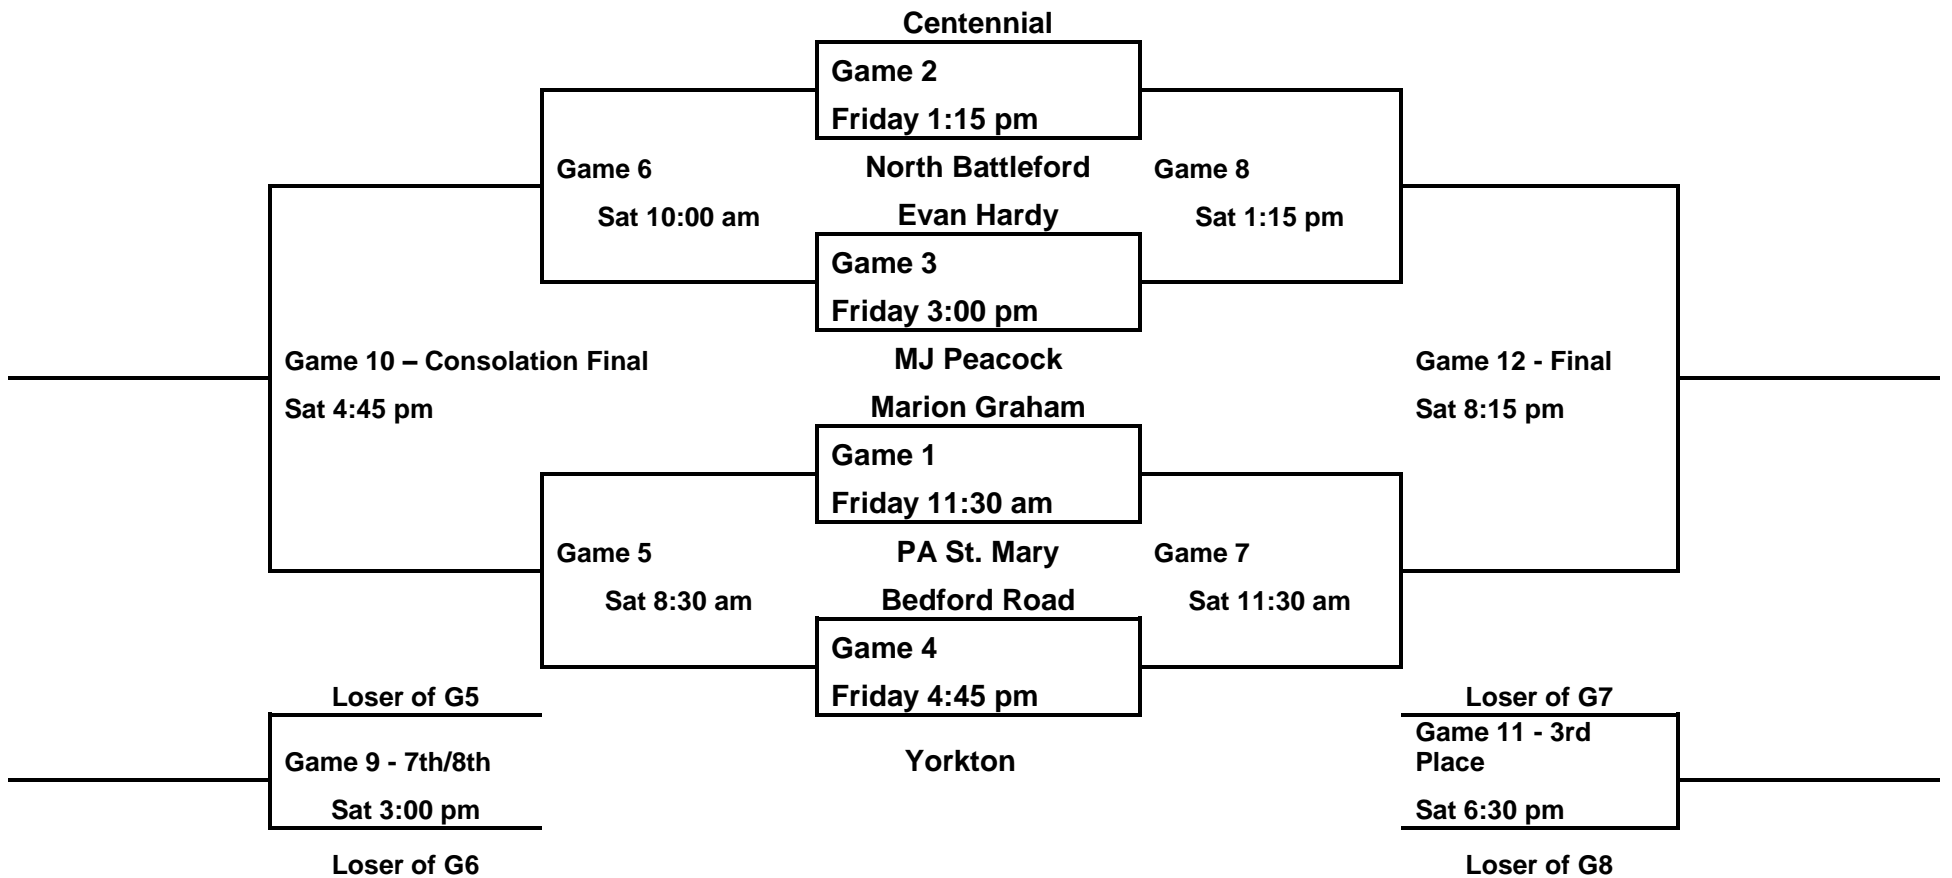 Centennial
Game 2
Friday 1:15 pm
Game 6
North Battleford
Game 8
Sat 10:00 am
Evan Hardy
Sat 1:15 pm
Game 3
Friday 3:00 pm
Game 10 – Consolation Final
MJ Peacock
Game 12 - Final
Sat 4:45 pm
Marion Graham
Sat 8:15 pm
Game 1
Friday 11:30 am
Game 5
PA St. Mary
Game 7
Sat 8:30 am
Bedford Road
Sat 11:30 am
Game 4
Loser of G5
Friday 4:45 pm
Loser of G7
Game 9 - 7th/8th
Yorkton
Game 11 - 3rd
Place
Sat 3:00 pm
Sat 6:30 pm
Loser of G6
Loser of G8